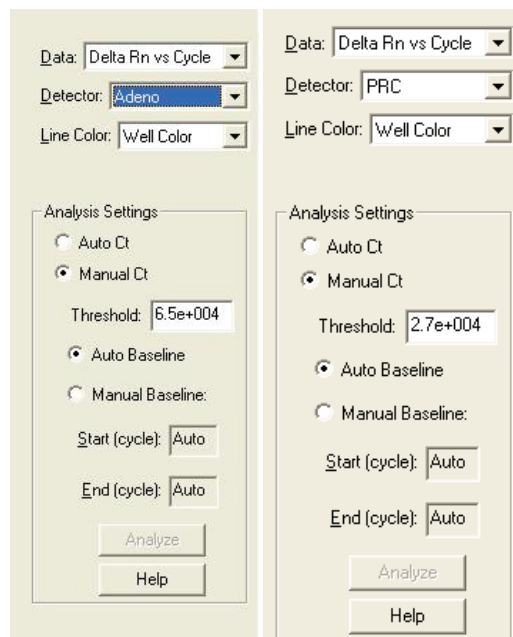 Data: Delta Rn vs Cycle
Detector: Adeno
Line Color: Well Color
Analysis Settings
Auto Ct
Manual Ct
Threshold: 6.5e+004
Auto Baseline
Manual Baseline:
Start (cycle): Auto
End (cycle): Auto
Analyze
Help
Data: Delta Rn vs Cycle
Detector: PRC
Line Color: Well Color
Analysis Settings
Auto Ct
Manual Ct
Threshold: 2.7e+004
Auto Baseline
Manual Baseline:
Start (cycle): Auto
End (cycle): Auto
Analyze
Help